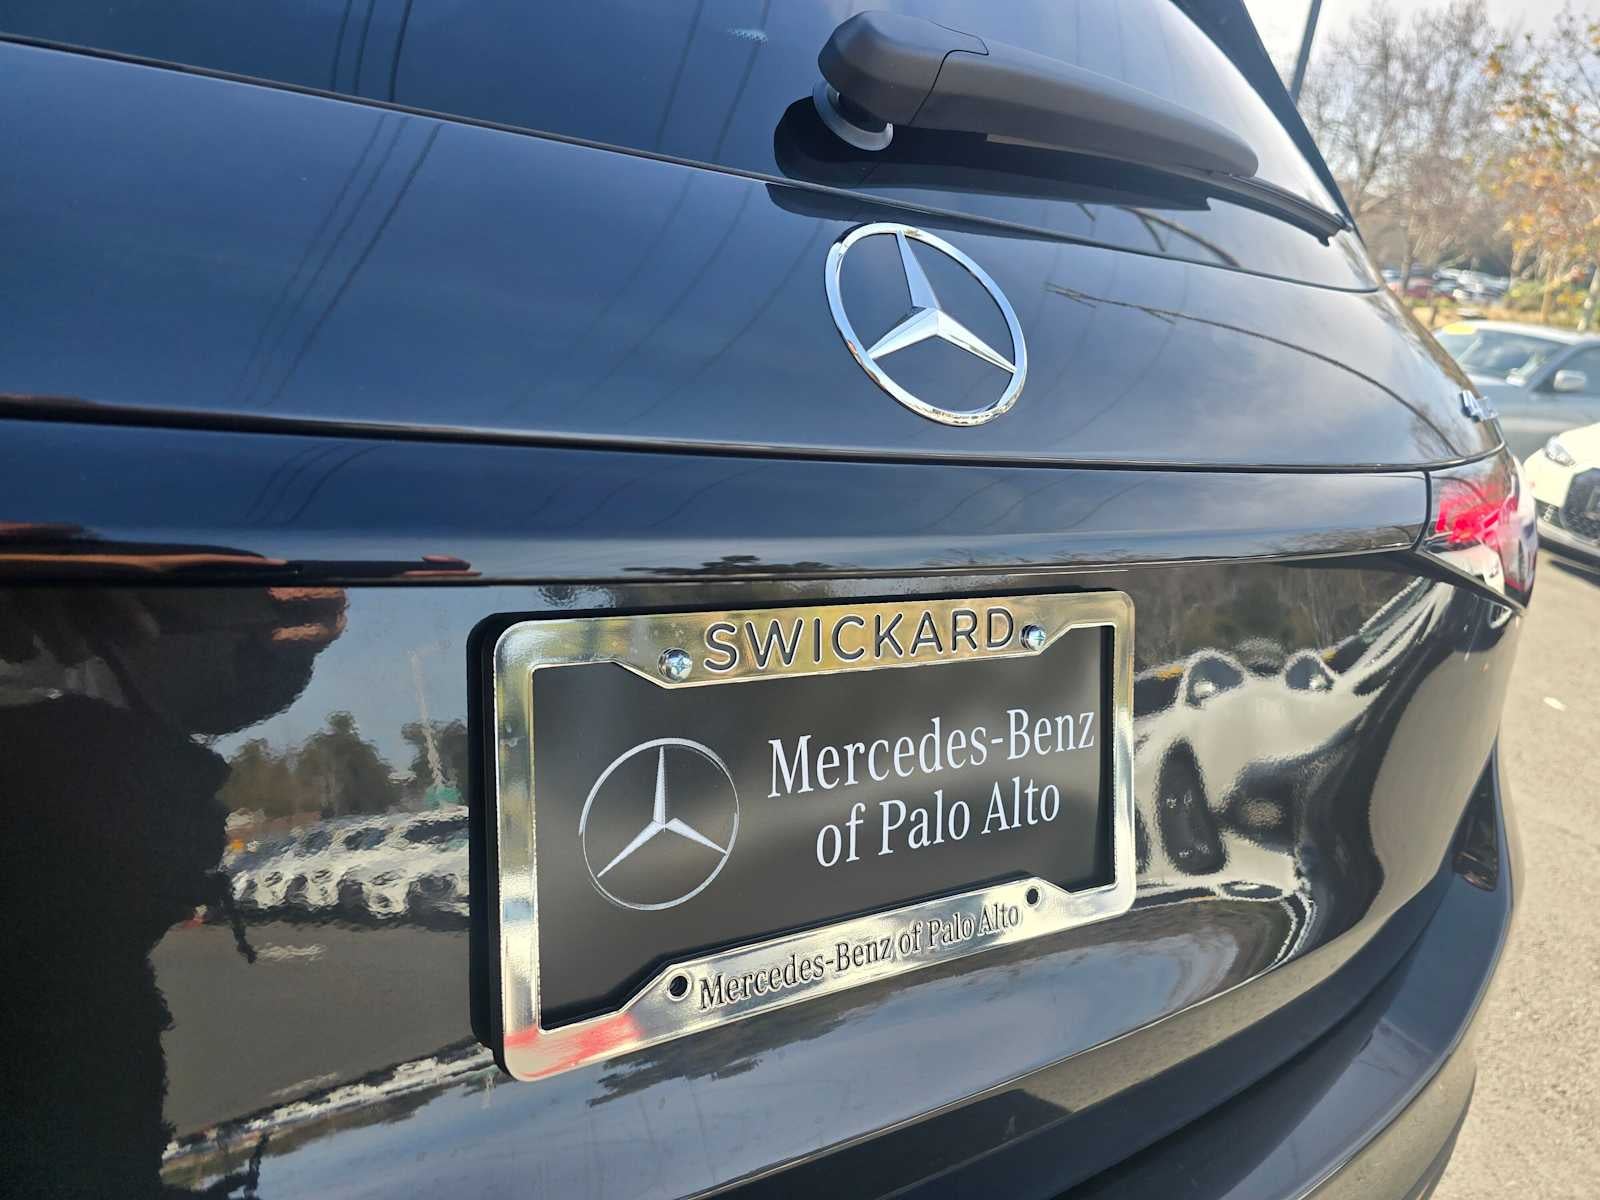 SWICKARD
Mercedes-Benz
of Palo Alto
Mercedes-Benz of Palo Alto